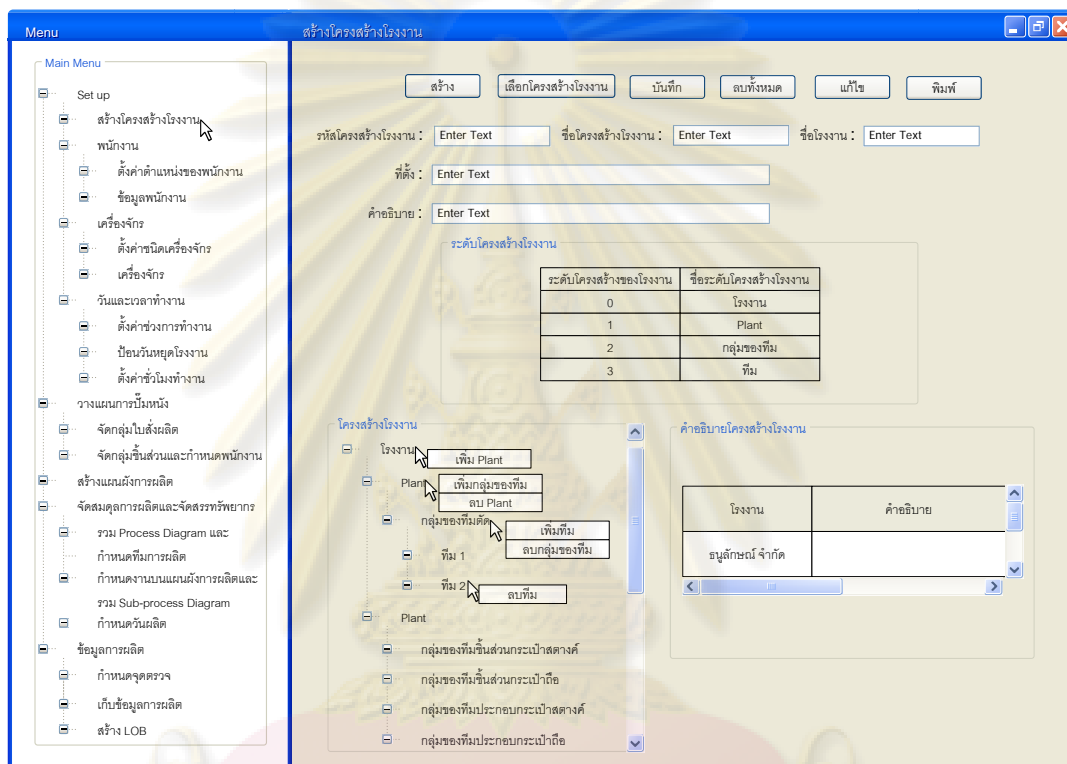 Menu
สร้างโครงสร้างโรงงาน
Main Menu
Set up
สร้างโครงสร้างโรงงาน
พนักงาน
ตั้งค่าตำแหน่งของพนักงาน
ข้อมูลพนักงาน
เครื่องจักร
ตั้งค่าชนิดเครื่องจักร
เครื่องจักร
วันและเวลาทำงาน
ตั้งค่าช่วงการทำงาน
ป้อนวันหยุดโรงงาน
ตั้งค่าชั่วโมงทำงาน
วางแผนการปั๊มหนัง
จัดกลุ่มใบสั่งผลิต
จัดกลุ่มชิ้นส่วนและกำหนดพนักงาน
สร้างแผนผังการผลิต
จัดสมดุลการผลิตและจัดสรรทรัพยากร
รวม Process Diagram และ
กำหนดทีมการผลิต
กำหนดงานบนแผนผังการผลิตและ
รวม Sub-process Diagram
กำหนดวันผลิต
ข้อมูลการผลิต
กำหนดจุดตรวจ
เก็บข้อมูลการผลิต
สร้าง LOB
สร้าง เลือกโครงสร้างโรงงาน บันทึก ลบทั้งหมด แก้ไข พิมพ์
รหัสโครงสร้างโรงงาน : Enter Text ชื่อโครงสร้างโรงงาน : Enter Text ชื่อโรงงาน : Enter Text
ที่ตั้ง : Enter Text
คำอธิบาย : Enter Text
ระดับโครงสร้างโรงงาน
ระดับโครงสร้างของโรงงาน ชื่อระดับโครงสร้างโรงงาน
0 โรงงาน
1 Plant
2 กลุ่มของทีม
3 ทีม
โครงสร้างโรงงาน
โรงงาน
เพิ่ม Plant
Plant
เพิ่มกลุ่มของทีม
ลบ Plant
กลุ่มของทีมตัด
เพิ่มทีม
ลบกลุ่มของทีม
ทีม 1
ทีม 2
ลบทีม
Plant
กลุ่มของทีมชิ้นส่วนกระเป๋าสตางค์
กลุ่มของทีมชิ้นส่วนกระเป๋าถือ
กลุ่มของทีมประกอบกระเป๋าสตางค์
กลุ่มของทีมประกอบกระเป๋าถือ
คำอธิบายโครงสร้างโรงงาน
โรงงาน คำอธิบาย
ธนูลักษณ์ จำกัด